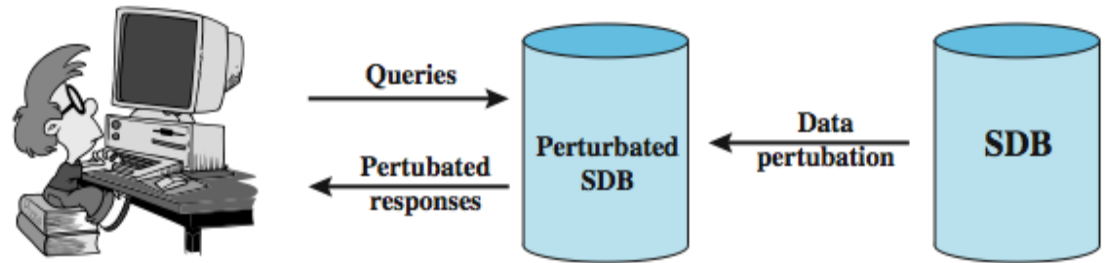 Queries
Pertubated
responses
Perturbated
SDB
Data
pertubation
SDB